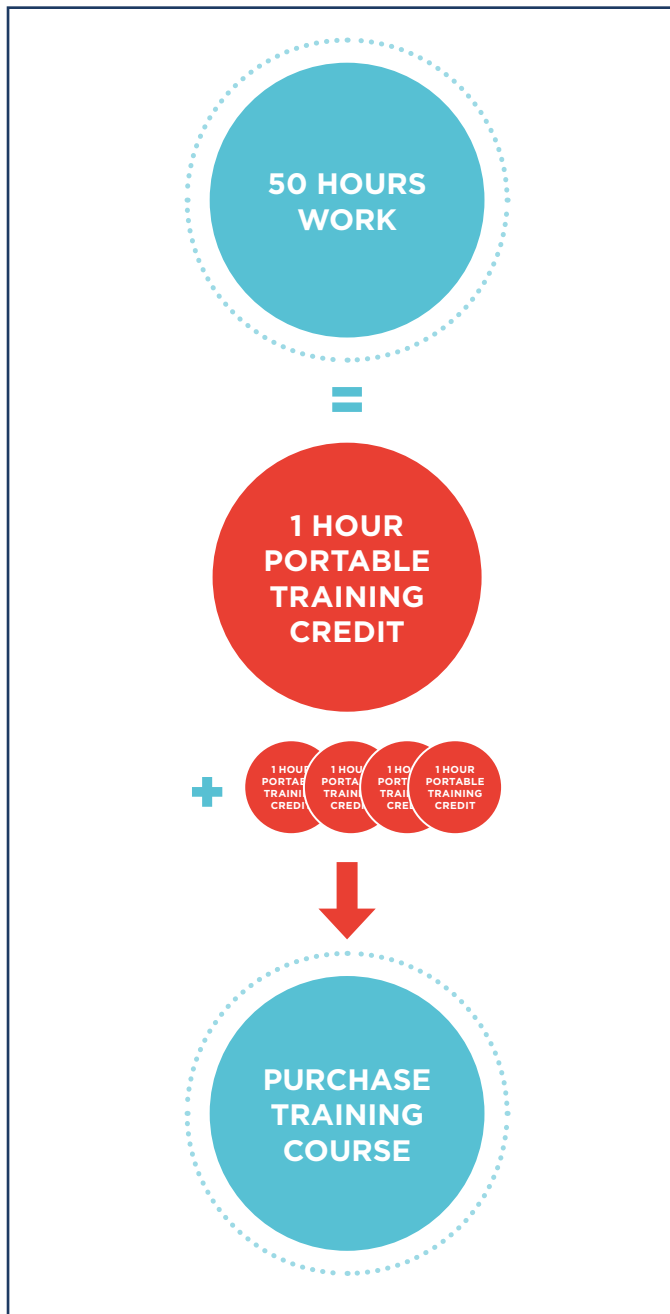 50 HOURS
WORK
=
1 HOUR
PORTABLE
TRAINING
CREDIT
+
1 HOUR
PORTABLE
TRAINING
CREDIT
PURCHASE
TRAINING
COURSE